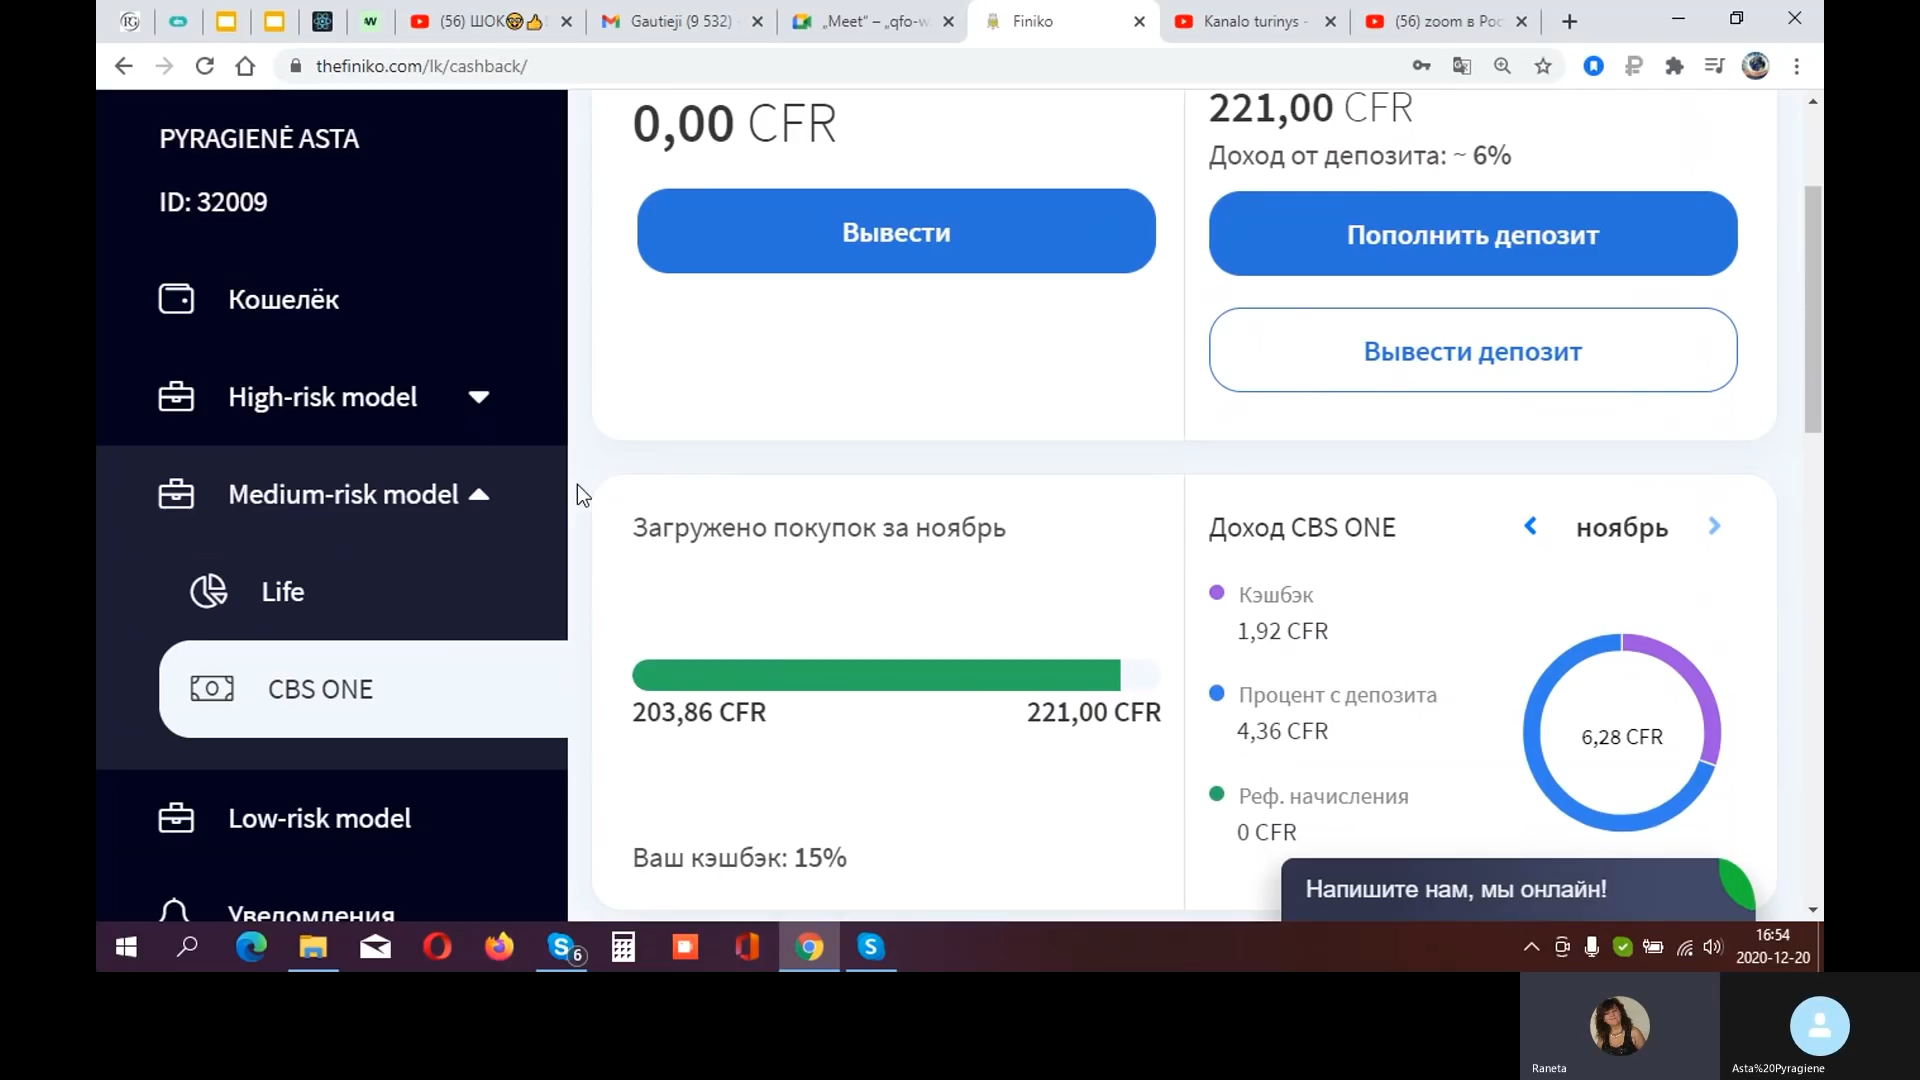 (56) ШОК🤓👍
Gautieji (9 532)
„Meet“ – „qfo-w
Finiko
Kanalo turinys -
(56) zoom в Рос
thefiniko.com/lk/cashback/
PYRAGIENĖ ASTA
ID: 32009
Кошелёк
High-risk model
Medium-risk model
Life
CBS ONE
Low-risk model
Уведомления
0,00 CFR
Вывести
221,00 CFR
Доход от депозита: ~ 6%
Пополнить депозит
Вывести депозит
Загружено покупок за ноябрь
203,86 CFR
221,00 CFR
Ваш кэшбэк: 15%
Доход CBS ONE
ноябрь
Кэшбэк
1,92 CFR
Процент с депозита
4,36 CFR
Реф. начисления
0 CFR
6,28 CFR
Напишите нам, мы онлайн!
6
16:54
2020-12-20
Raneta
Asta%20Pyragiene